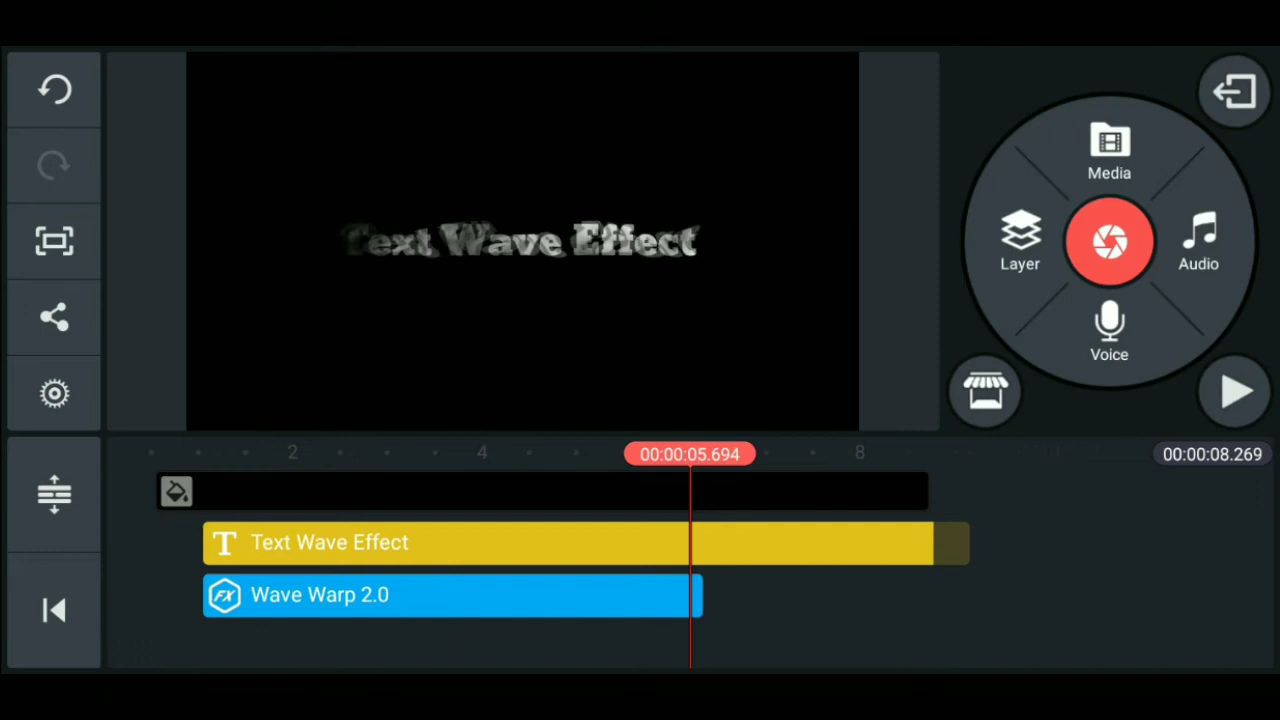 Media
Layer
Audio
Voice
Text Wave Effect
2
4
00:00:05.694
8
00:00:08.269
T Text Wave Effect
FX Wave Warp 2.0